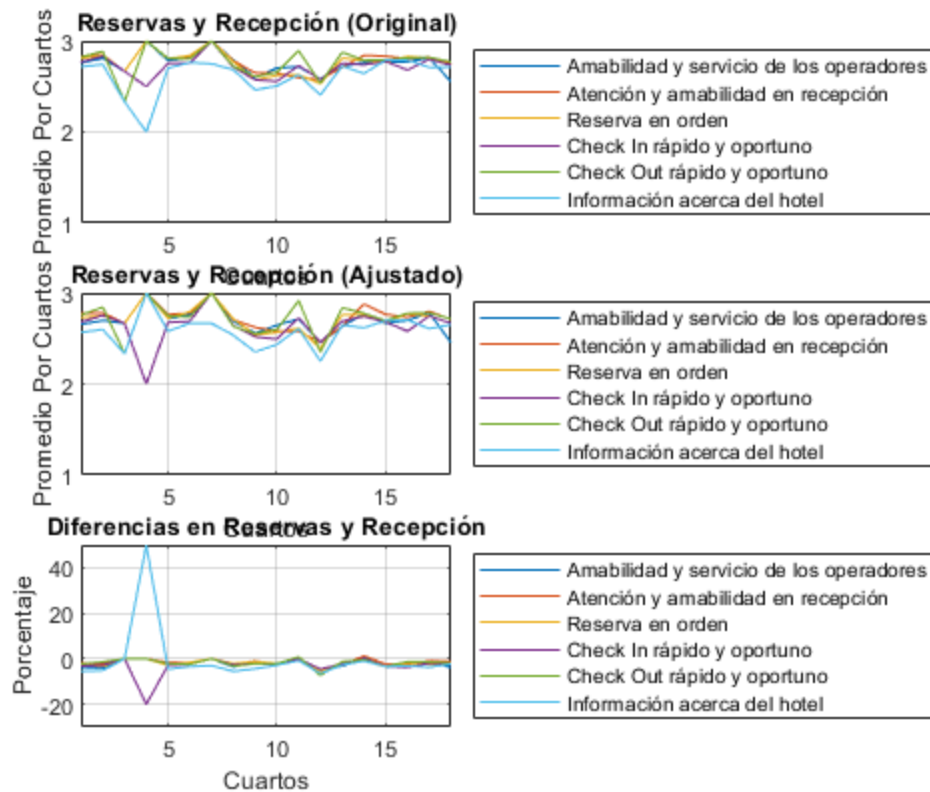 Reservas y Recepción (Original)
Promedio Por Cuartos
3
2
1
5
10
15
Cuartos
Amabilidad y servicio de los operadores
Atención y amabilidad en recepción
Reserva en orden
Check In rápido y oportuno
Check Out rápido y oportuno
Información acerca del hotel
Reservas y Recepción (Ajustado)
Promedio Por Cuartos
3
2
1
5
10
15
Cuartos
Amabilidad y servicio de los operadores
Atención y amabilidad en recepción
Reserva en orden
Check In rápido y oportuno
Check Out rápido y oportuno
Información acerca del hotel
Diferencias en Reservas y Recepción
Porcentaje
40
20
0
-20
5
10
15
Cuartos
Amabilidad y servicio de los operadores
Atención y amabilidad en recepción
Reserva en orden
Check In rápido y oportuno
Check Out rápido y oportuno
Información acerca del hotel